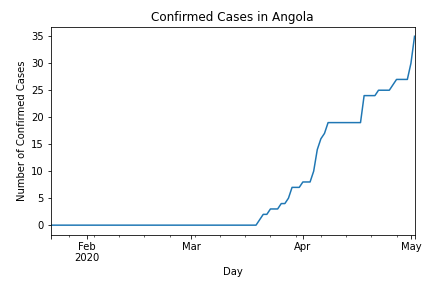 Confirmed Cases in Angola
Number of Confirmed Cases
35
30
25
20
15
10
5
0
Feb
2020
Mar
Apr
May
Day